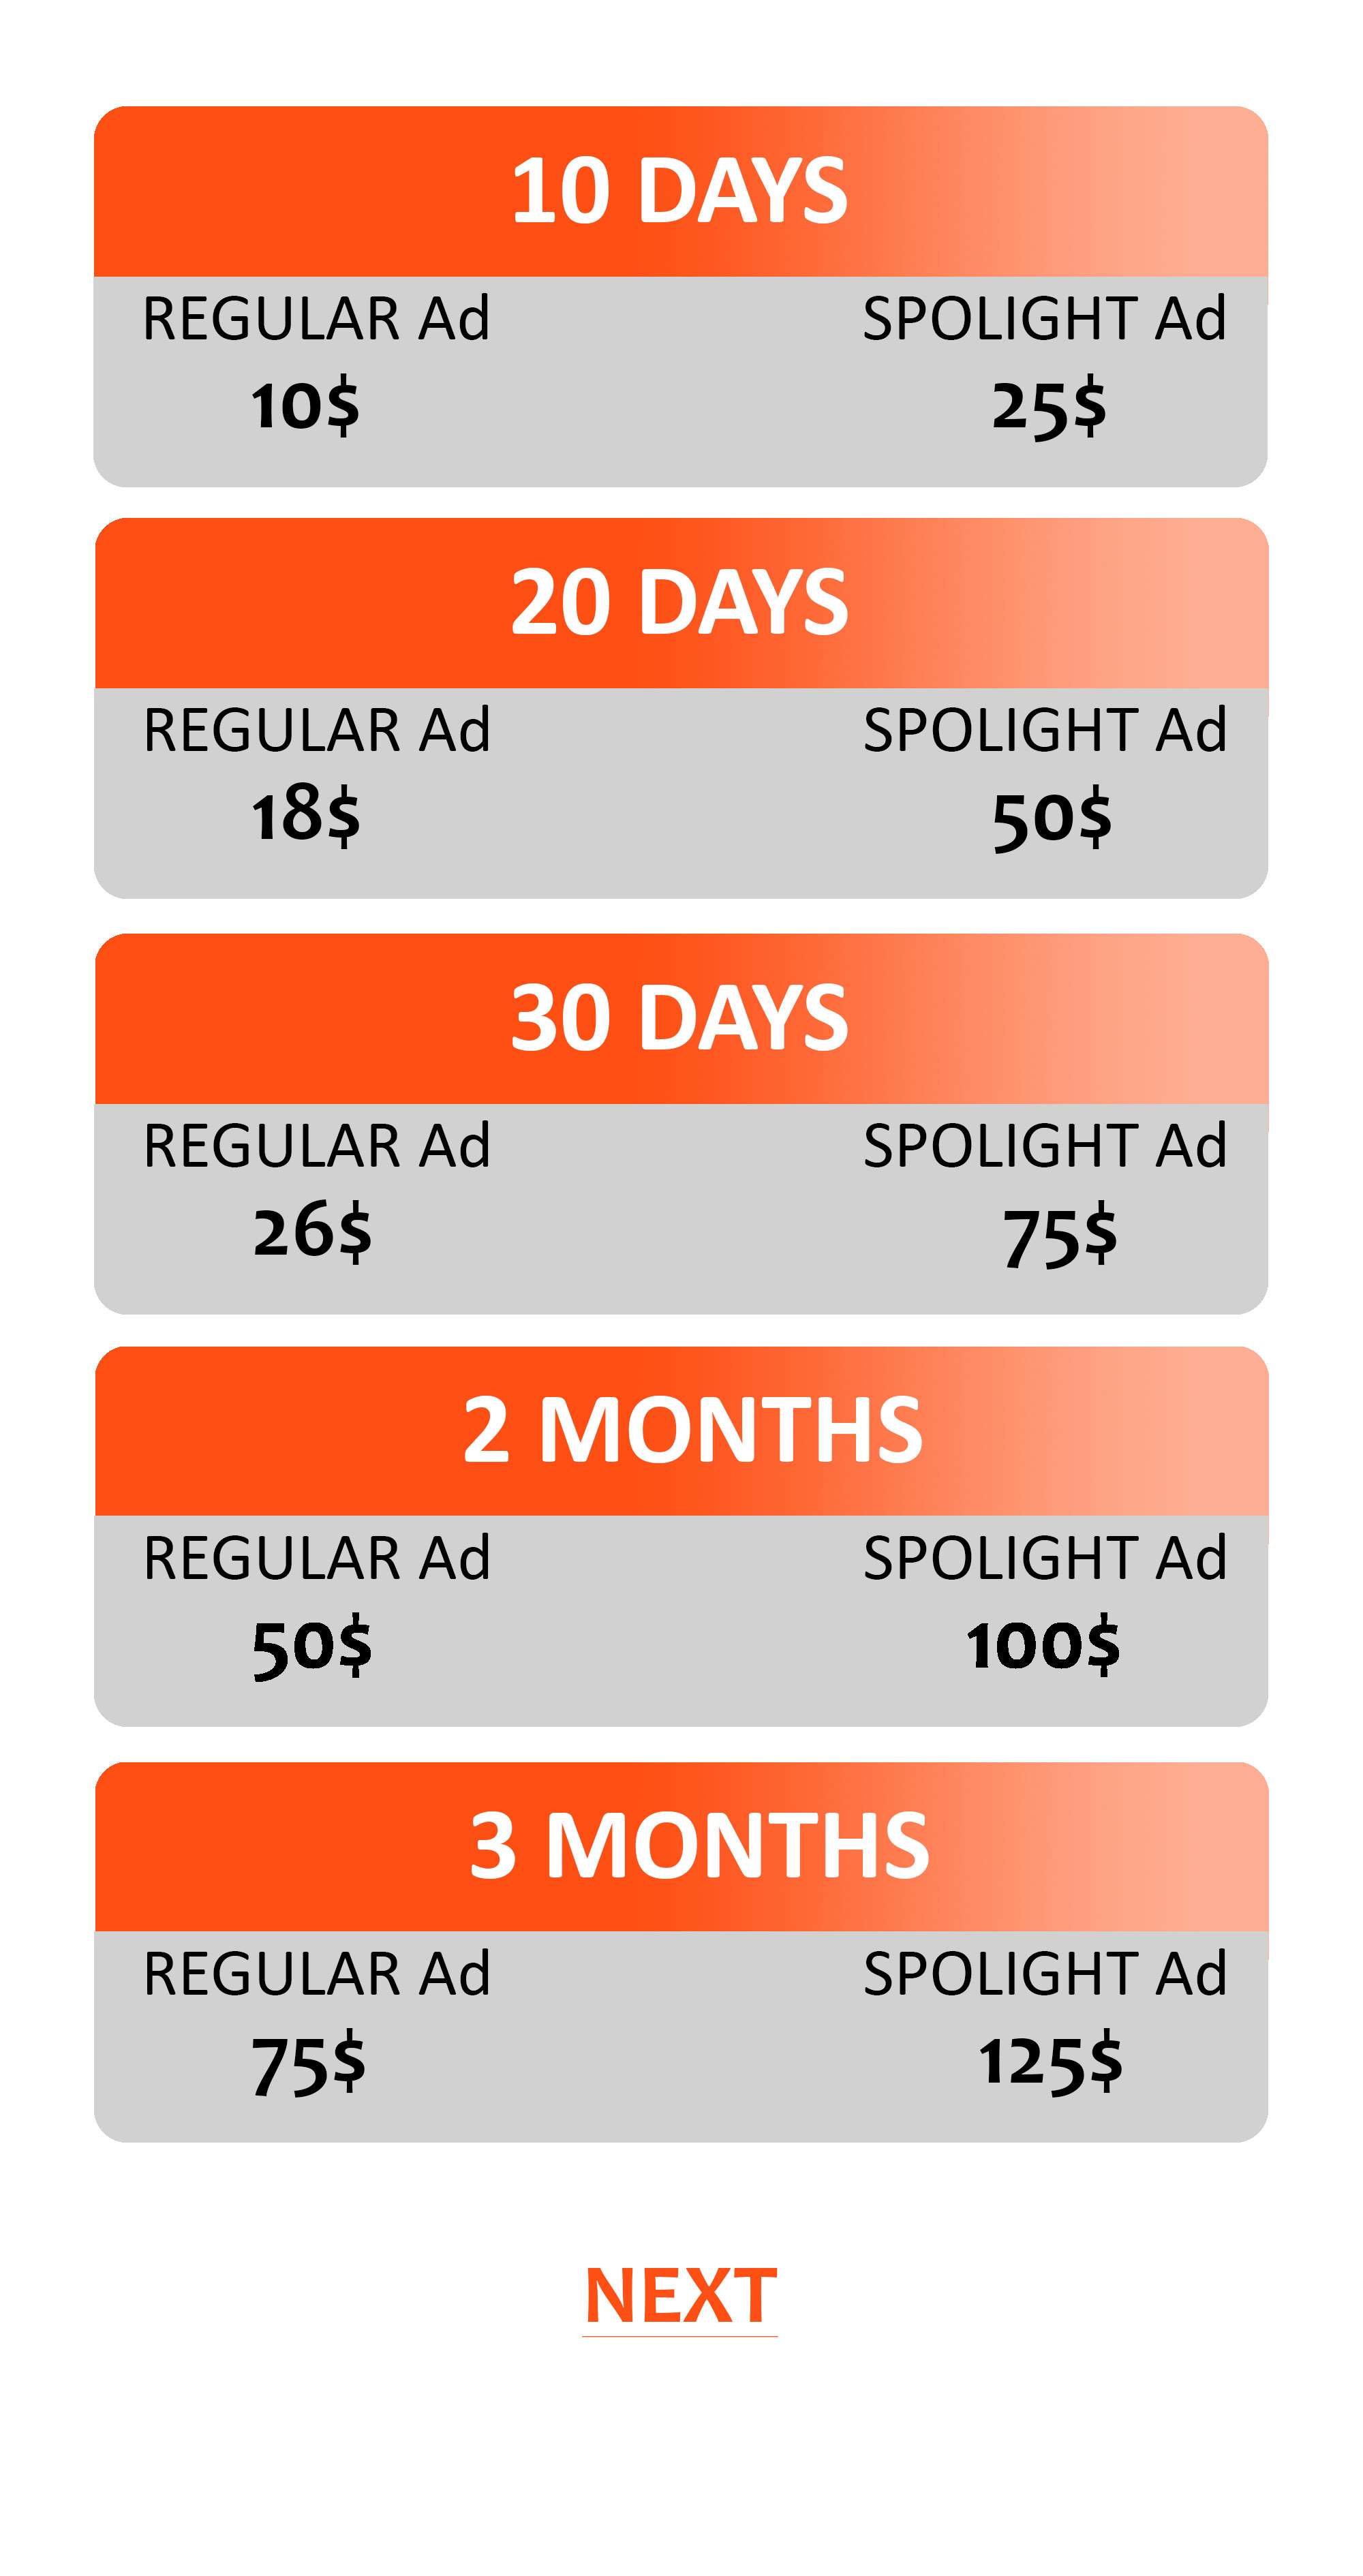 10 DAYS
REGULAR Ad SPOLIGHT Ad
10$ 25$
20 DAYS
REGULAR Ad SPOLIGHT Ad
18$ 50$
30 DAYS
REGULAR Ad SPOLIGHT Ad
26$ 75$
2 MONTHS
REGULAR Ad SPOLIGHT Ad
50$ 100$
3 MONTHS
REGULAR Ad SPOLIGHT Ad
75$ 125$
NEXT